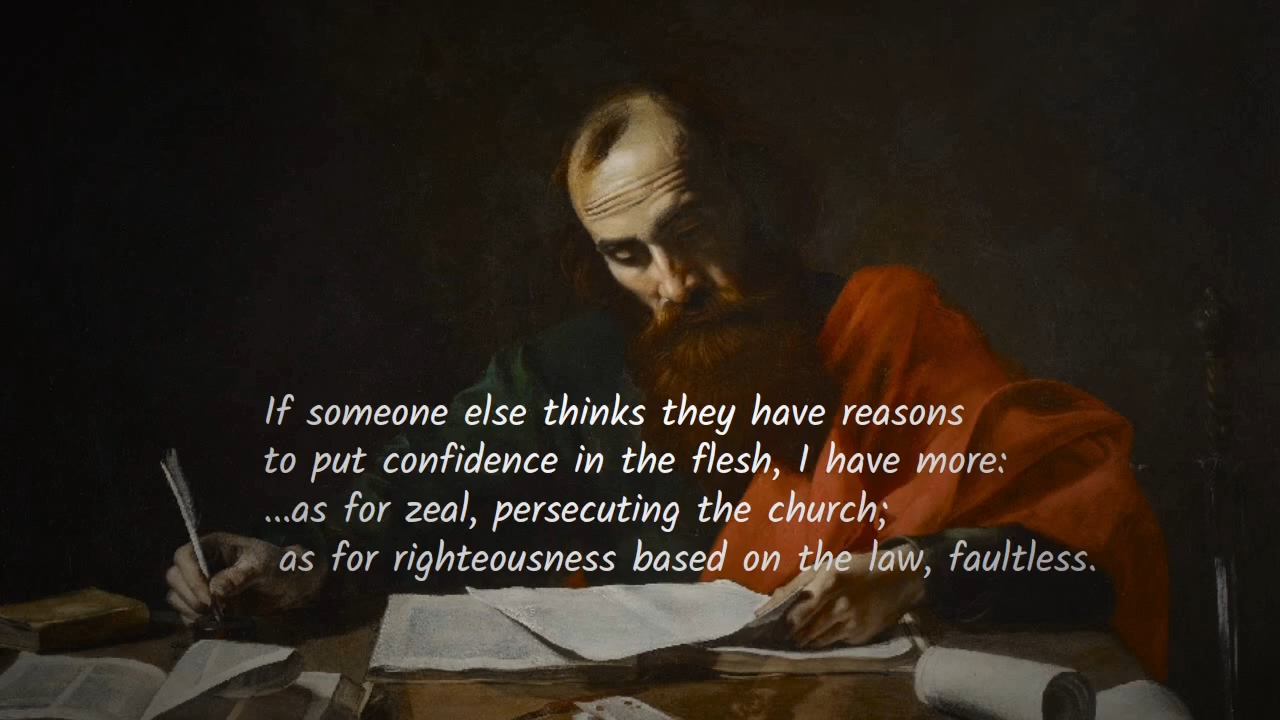 If someone else thinks they have reasons
to put confidence in the flesh, I have more:
...as for zeal, persecuting the church;
as for righteousness based on the law, faultless.